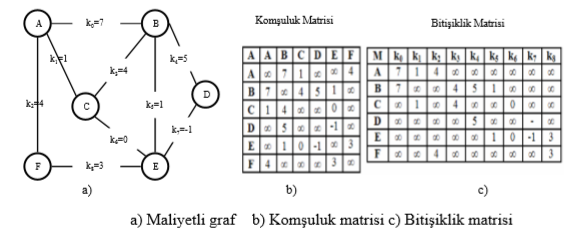 A
k₀=7
B
k₁=1
k₃=4
k₄=5
k₂=4
k₅=1
C
D
k₆=0
k₇=-1
F
k₈=3
E
a)
Komşuluk Matrisi
A A B C D E F
A ∞ 7 1 ∞ ∞ 4
B 7 ∞ 4 5 1 ∞
C 1 4 ∞ ∞ 0 ∞
D ∞ 5 ∞ ∞ -1 ∞
E ∞ 1 0 -1 ∞ 3
F 4 ∞ ∞ ∞ 3 ∞
b)
Bitişiklik Matrisi
M k₀ k₁ k₂ k₃ k₄ k₅ k₆ k₇ k₈
A 7 1 4 ∞ ∞ ∞ ∞ ∞ ∞
B 7 ∞ ∞ 4 5 1 ∞ ∞ ∞
C ∞ 1 ∞ 4 ∞ ∞ 0 ∞ ∞
D ∞ ∞ ∞ ∞ 5 ∞ ∞ - ∞
E ∞ ∞ ∞ ∞ ∞ 1 0 -1 3
F ∞ ∞ 4 ∞ ∞ ∞ ∞ ∞ 3
c)
a) Maliyetli graf b) Komşuluk matrisi c) Bitişiklik matrisi